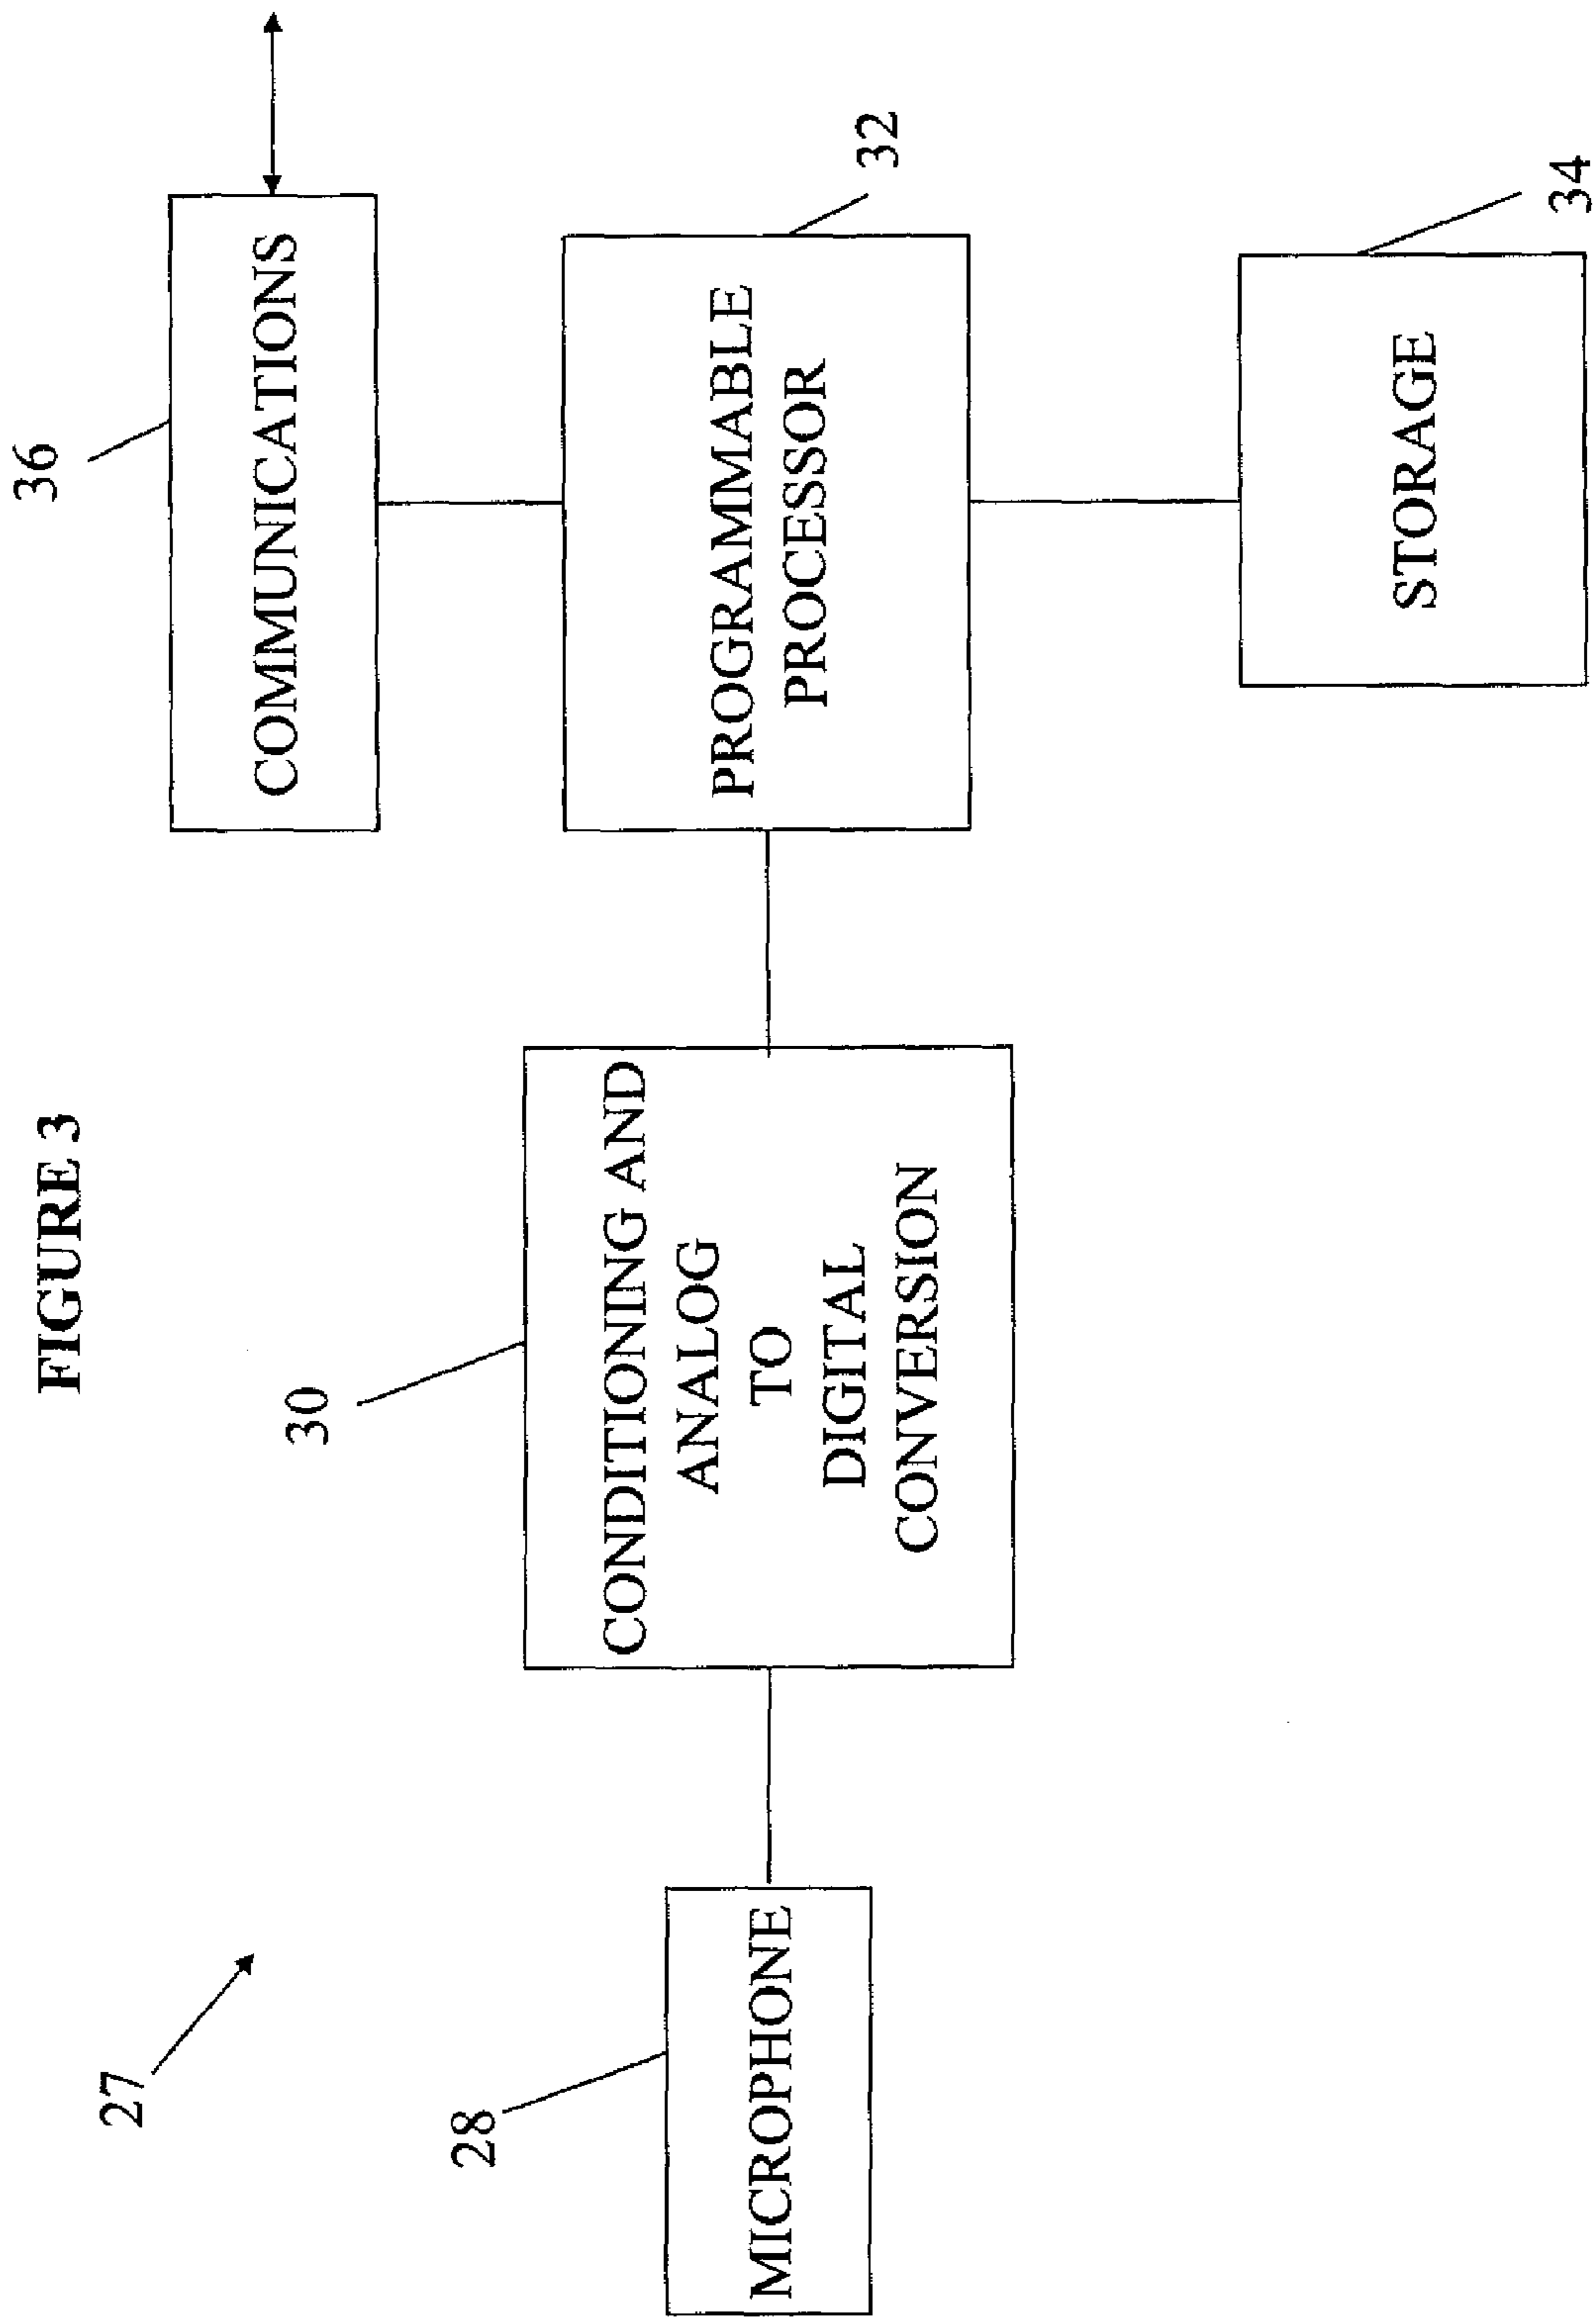 FIGURE 3
27
28
MICROPHONE
30
CONDITIONING AND
ANALOG
TO
DIGITAL
CONVERSION
36
COMMUNICATIONS
PROGRAMMABLE
PROCESSOR
32
STORAGE
34